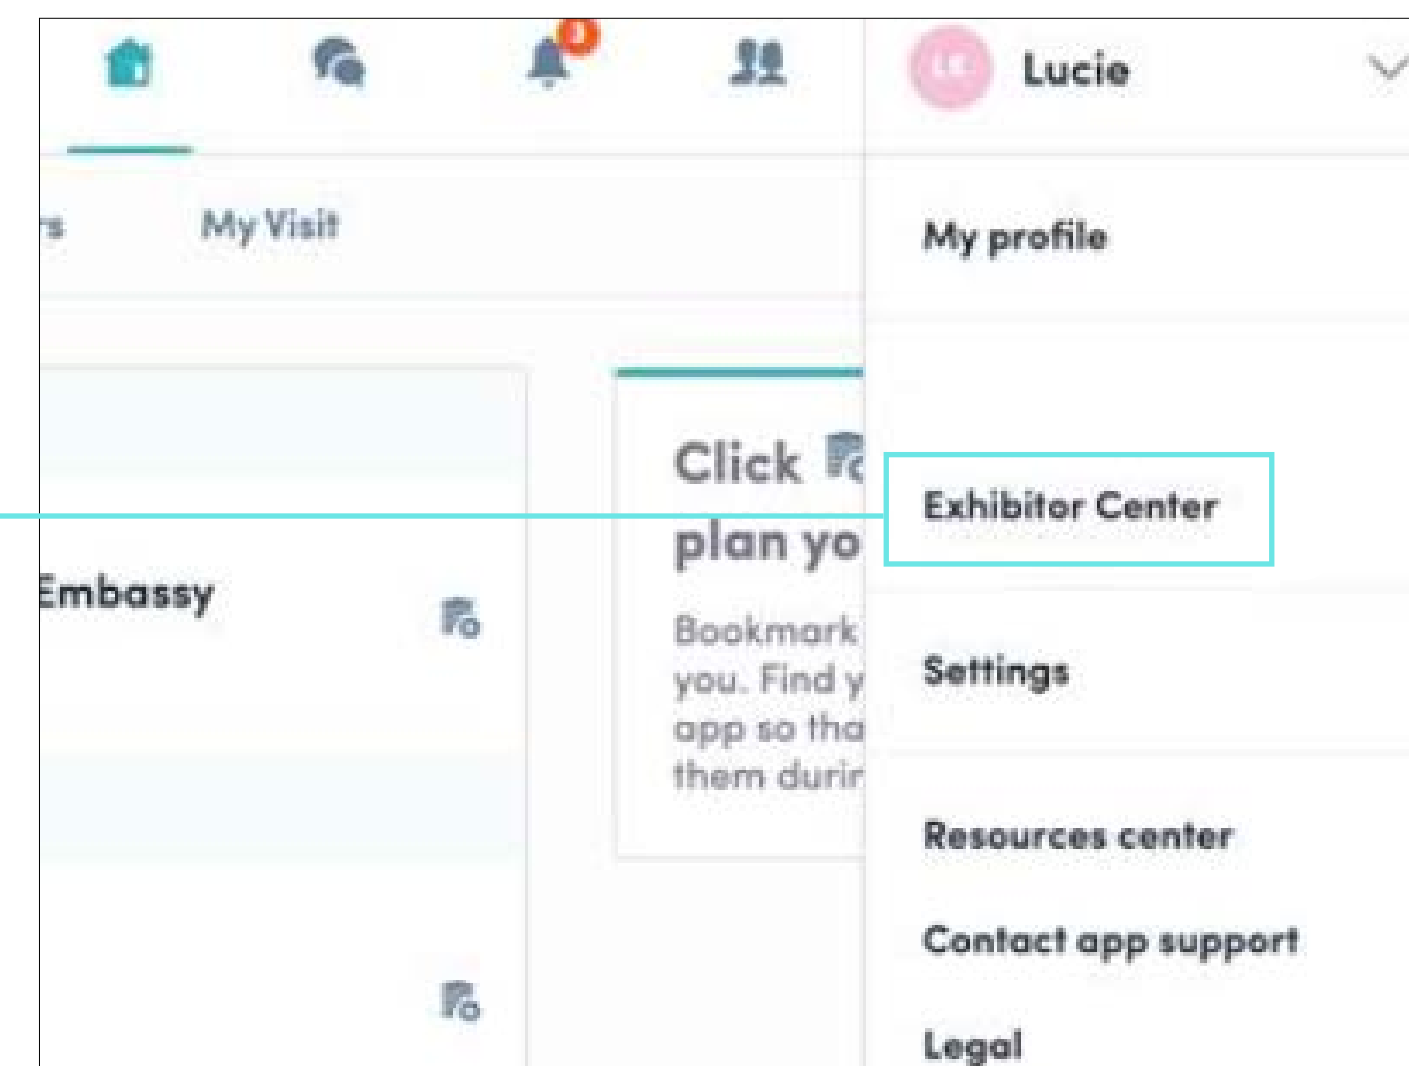 Lucie
My Visit
My profile
Click
plan yo
Exhibitor Center
Embassy
Bookmark
you. Find y
app so tha
them durin
Settings
Resources center
Contact app support
Legal